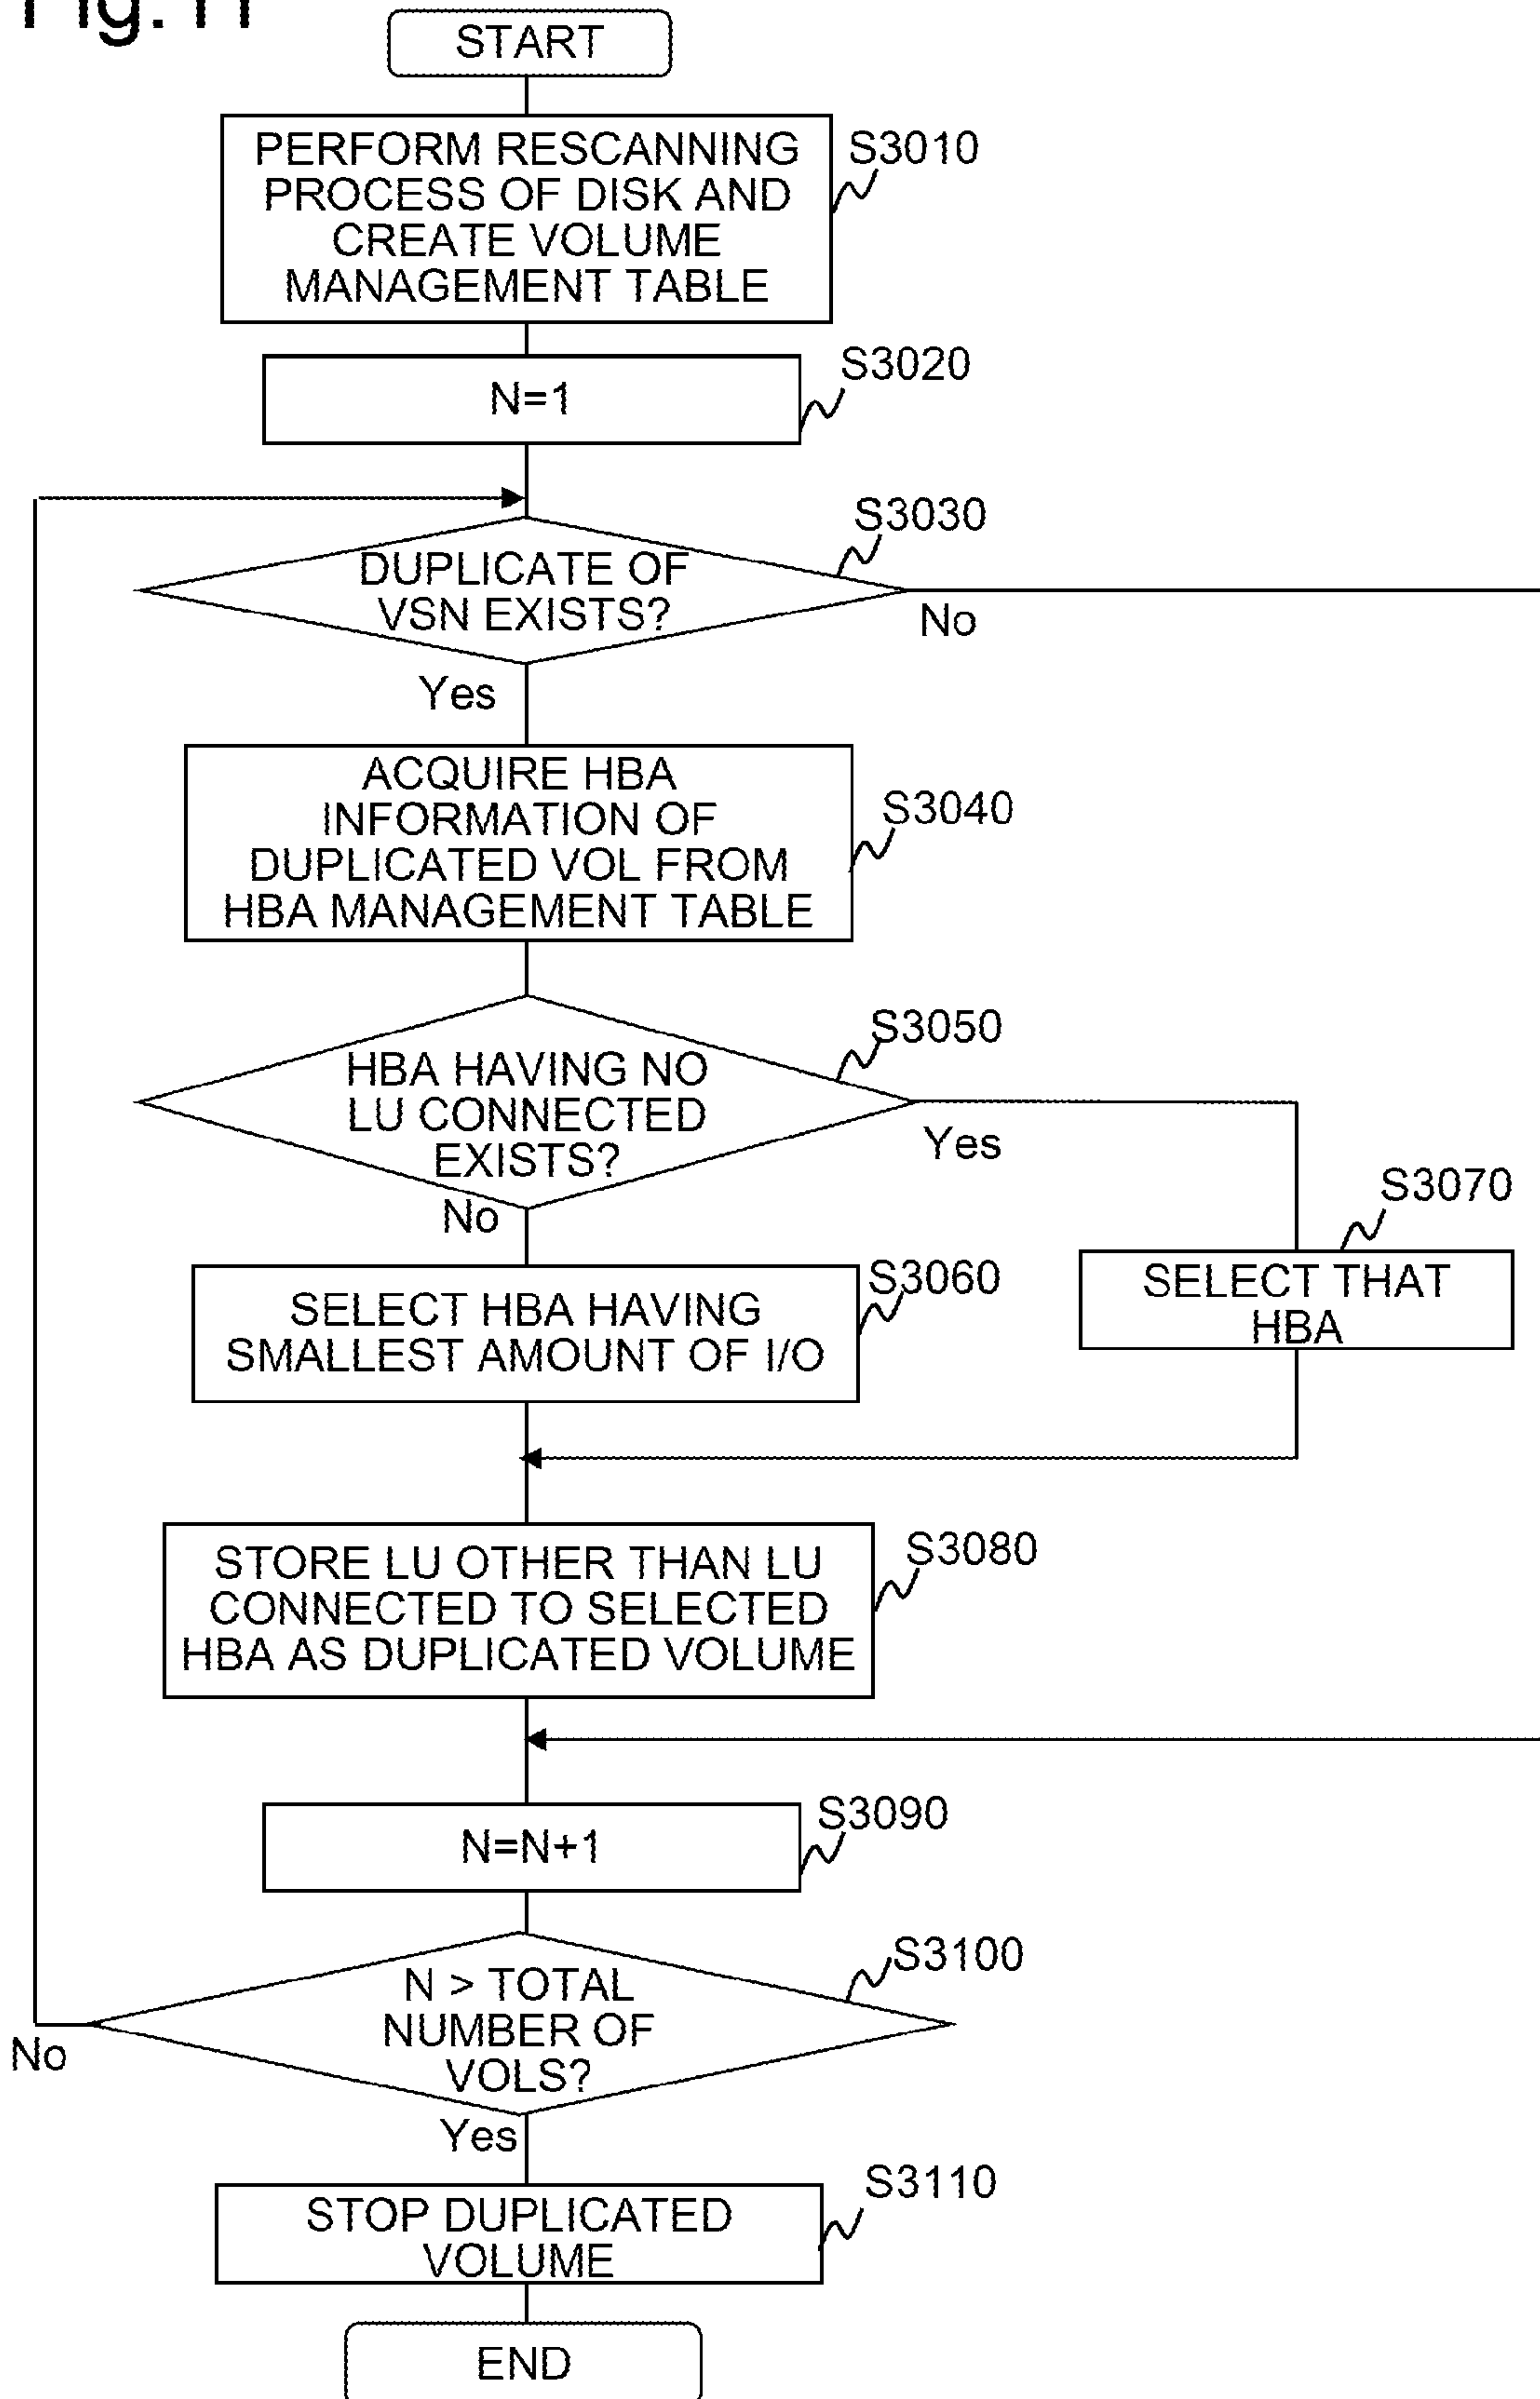 Fig. 11
START
PERFORM RESCANNING
PROCESS OF DISK AND
CREATE VOLUME
MANAGEMENT TABLE
S3010
N=1
S3020
DUPLICATE OF
VSN EXISTS?
S3030
No
Yes
ACQUIRE HBA
INFORMATION OF
DUPLICATED VOL FROM
HBA MANAGEMENT TABLE
S3040
HBA HAVING NO
LU CONNECTED
EXISTS?
S3050
Yes
No
SELECT HBA HAVING
SMALLEST AMOUNT OF I/O
S3060
SELECT THAT
HBA
S3070
STORE LU OTHER THAN LU
CONNECTED TO SELECTED
HBA AS DUPLICATED VOLUME
S3080
N=N+1
S3090
N > TOTAL
NUMBER OF
VOLS?
S3100
No
Yes
STOP DUPLICATED
VOLUME
S3110
END